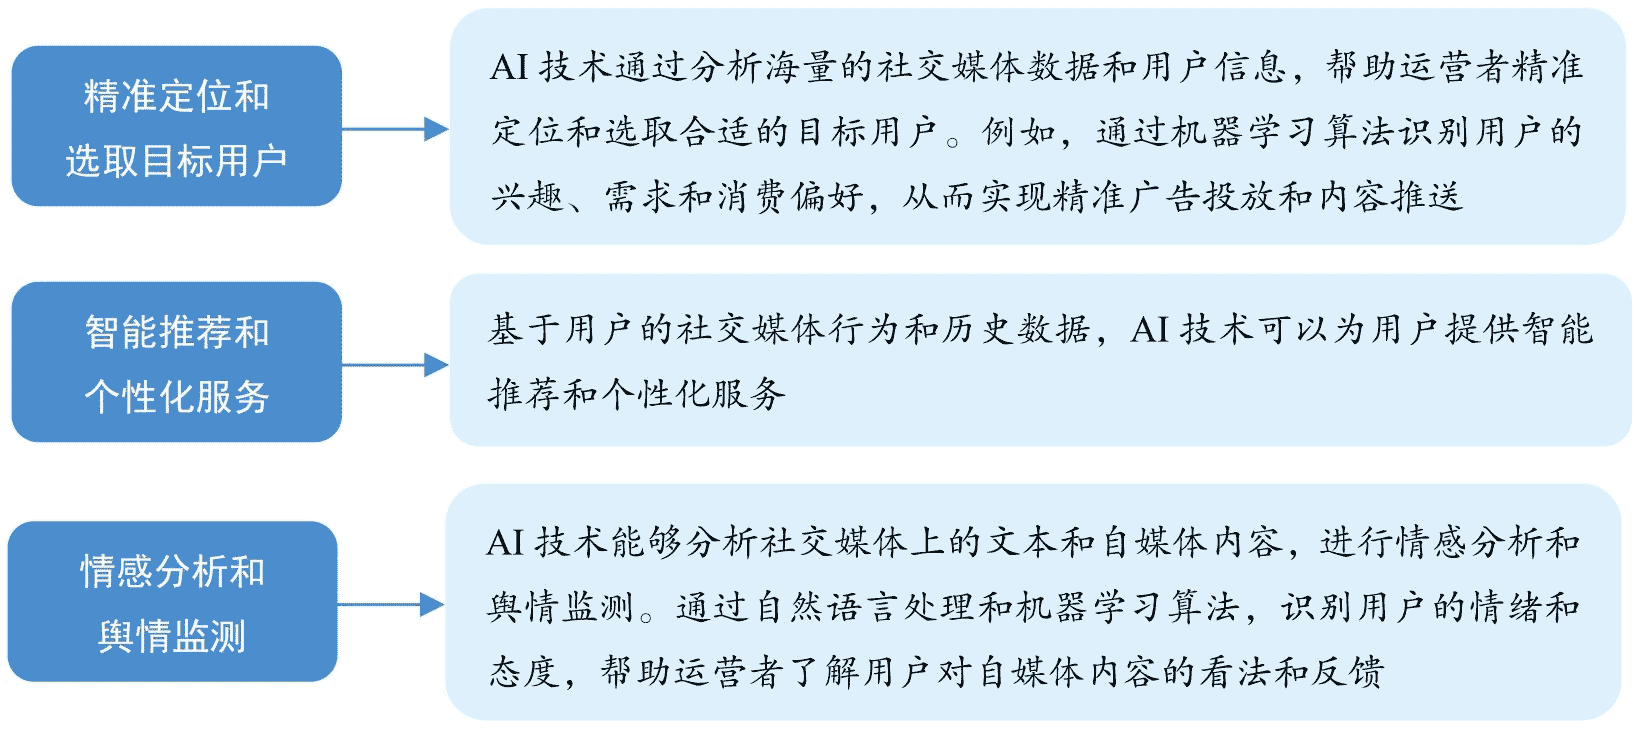 精准定位和
选取目标用户
AI 技术通过分析海量的社交媒体数据和用户信息，帮助运营者精准
定位和选取合适的目标用户。例如，通过机器学习算法识别用户的
兴趣、需求和消费偏好，从而实现精准广告投放和内容推送
智能推荐和
个性化服务
基于用户的社交媒体行为和历史数据，AI 技术可以为用户提供智能
推荐和个性化服务
情感分析和
舆情监测
AI 技术能够分析社交媒体上的文本和自媒体内容，进行情感分析和
舆情监测。通过自然语言处理和机器学习算法，识别用户的情绪和
态度，帮助运营者了解用户对自媒体内容的看法和反馈